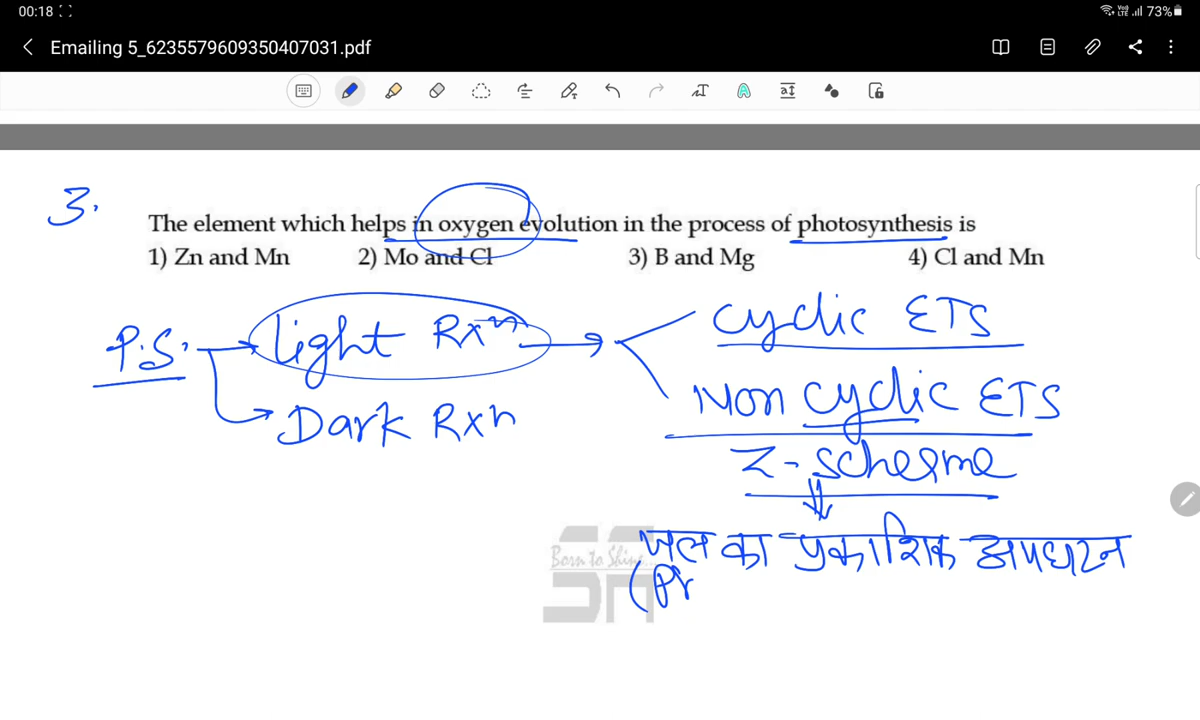 00:18
73%
Emailing 5_6235579609350407031.pdf
3.
The element which helps in oxygen evolution in the process of photosynthesis is
1) Zn and Mn 2) Mo and Cl 3) B and Mg 4) Cl and Mn
P.S. Light Rxn cyclic ETS
Dark Rxn Non cyclic ETS
Z-scheme
Born to Shine
जल का प्रकाशिक अपघटन
(Pr